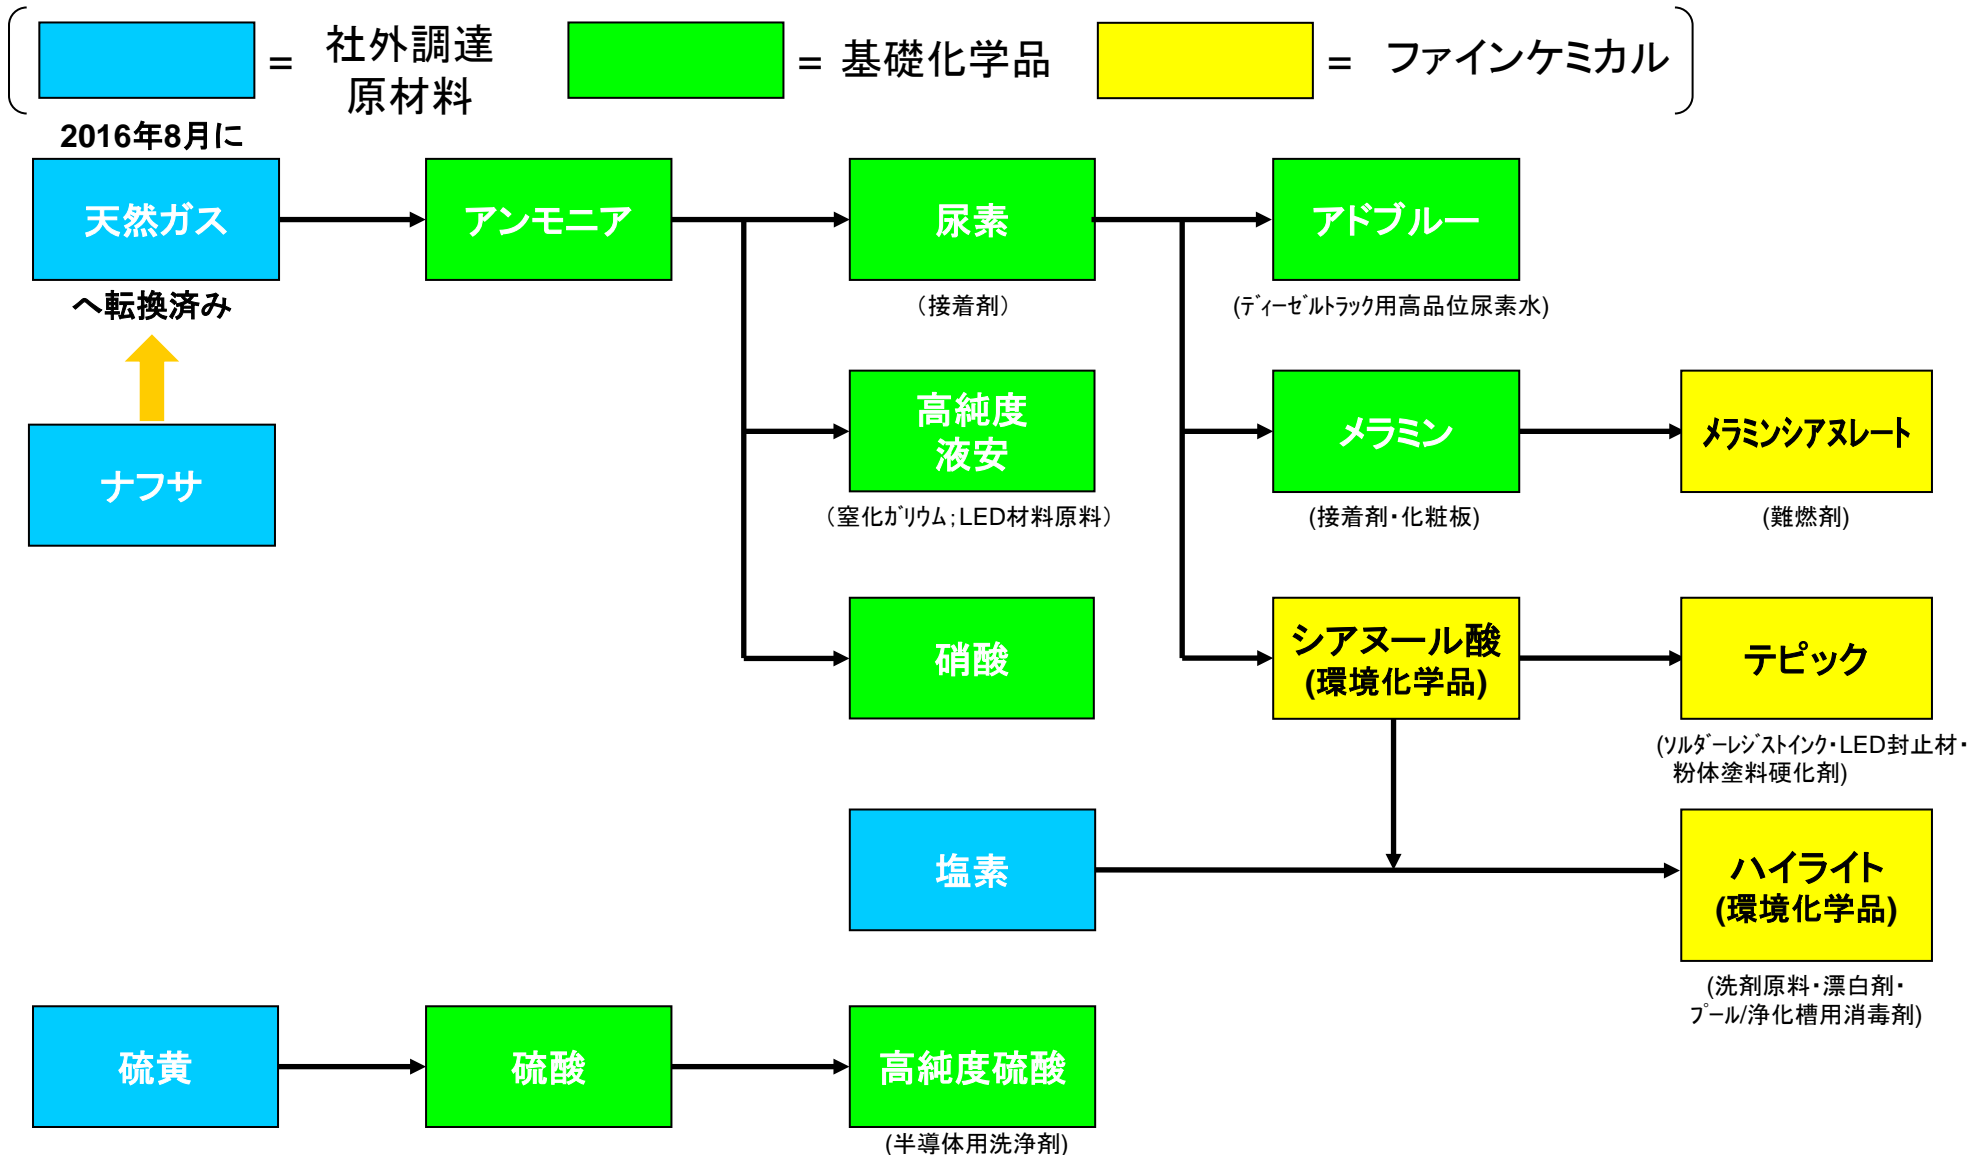 = 社外調達
原材料
= 基礎化学品
= ファインケミカル
2016年8月に
天然ガス
へ転換済み
ナフサ
アンモニア
尿素
(接着剤)
アドブルー
(ディーゼルトラック用高品位尿素水)
高純度
液安
(窒化ガリウム;LED材料原料)
メラミン
(接着剤・化粧板)
メラミンシアヌレート
(難燃剤)
硝酸
シアヌール酸
(環境化学品)
テピック
(ソルダーレジストインク・LED封止材・
粉体塗料硬化剤)
塩素
ハイライト
(環境化学品)
(洗剤原料・漂白剤・
プール/浄化槽用消毒剤)
硫黄
硫酸
高純度硫酸
(半導体用洗浄剤)